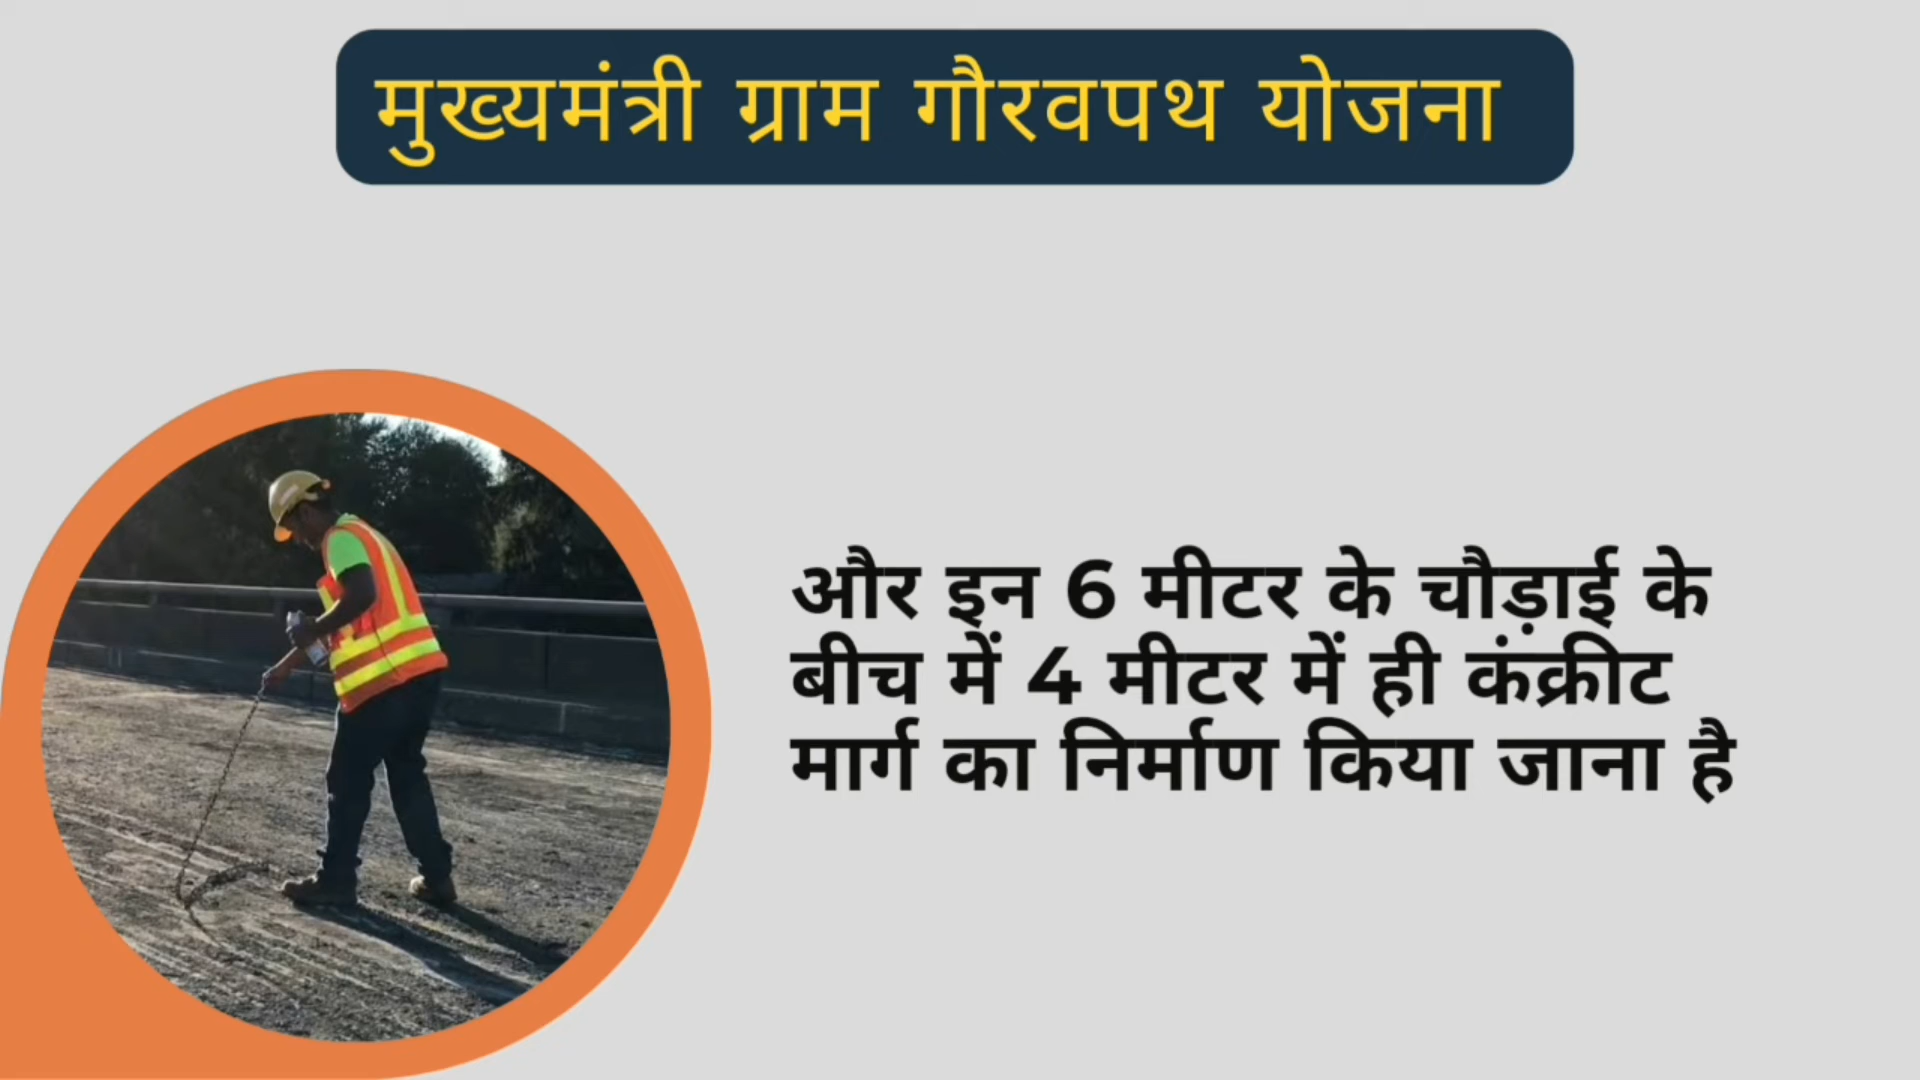 मुख्यमंत्री ग्राम गौरवपथ योजना
और इन 6 मीटर के चौड़ाई के
बीच में 4 मीटर में ही कंक्रीट
मार्ग का निर्माण किया जाना है